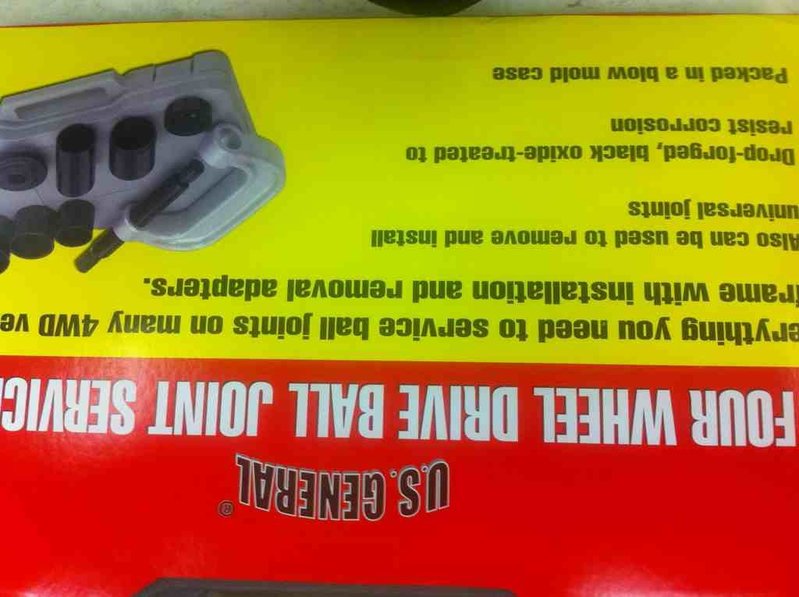 U.S. GENERAL®
FOUR WHEEL DRIVE BALL JOINT SERVIC
erything you need to service ball joints on many 4WD ve
frame with installation and removal adapters.
Also can be used to remove and install
universal joints
Drop-forged, black oxide-treated to
resist corrosion
Packed in a blow mold case